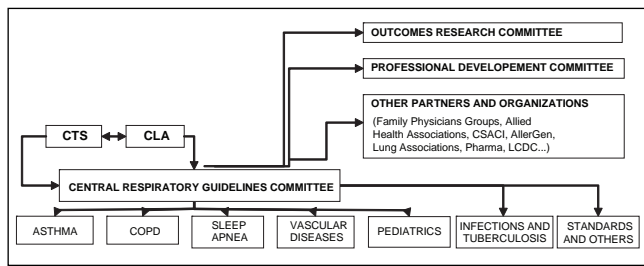 OUTCOMES RESEARCH COMMITTEE
PROFESSIONAL DEVELOPEMENT COMMITTEE
OTHER PARTNERS AND ORGANIZATIONS
(Family Physicians Groups, Allied
Health Associations, CSACI, AllerGen,
Lung Associations, Pharma, LCDC...)
CTS
CLA
CENTRAL RESPIRATORY GUIDELINES COMMITTEE
ASTHMA
COPD
SLEEP
APNEA
VASCULAR
DISEASES
PEDIATRICS
INFECTIONS AND
TUBERCULOSIS
STANDARDS
AND OTHERS